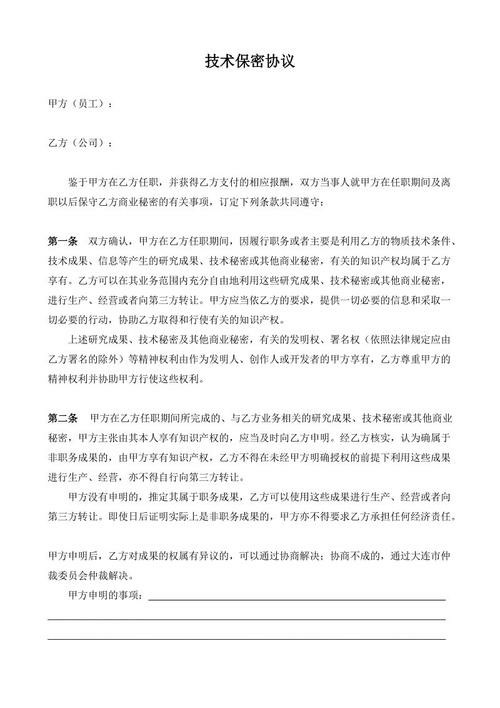 技术保密协议
甲方（员工）：
乙方（公司）：
鉴于甲方在乙方任职，并获得乙方支付的相应报酬，双方当事人就甲方在任职期间及离
职以后保守乙方商业秘密的有关事项，订定下列条款共同遵守：
第一条　双方确认，甲方在乙方任职期间，因履行职务或者主要是利用乙方的物质技术条件、
技术成果、信息等产生的研究成果、技术秘密或其他商业秘密，有关的知识产权均属于乙方
享有。乙方可以在其业务范围内充分自由地利用这些研究成果、技术秘密或其他商业秘密，
进行生产、经营或者向第三方转让。甲方应当依乙方的要求，提供一切必要的信息和采取一
切必要的行动，协助乙方取得和行使有关的知识产权。
上述研究成果、技术秘密及其他商业秘密，有关的发明权、署名权（依照法律规定应由
乙方署名的除外）等精神权利由作为发明人、创作人或开发者的甲方享有，乙方尊重甲方的
精神权利并协助甲方行使这些权利。
第二条　甲方在乙方任职期间所完成的、与乙方业务相关的研究成果、技术秘密或其他商业
秘密，甲方主张由其本人享有知识产权的，应当及时向乙方申明。经乙方核实，认为确属于
非职务成果的，由甲方享有知识产权，乙方不得在未经甲方明确授权的前提下利用这些成果
进行生产、经营，亦不得自行向第三方转让。
甲方没有申明的，推定其属于职务成果，乙方可以使用这些成果进行生产、经营或者向
第三方转让。即使日后证明实际上是非职务成果的，甲方亦不得要求乙方承担任何经济责任。
甲方申明后，乙方对成果的权属有异议的，可以通过协商解决；协商不成的，通过大连市仲
裁委员会仲裁解决。
甲方申明的事项：